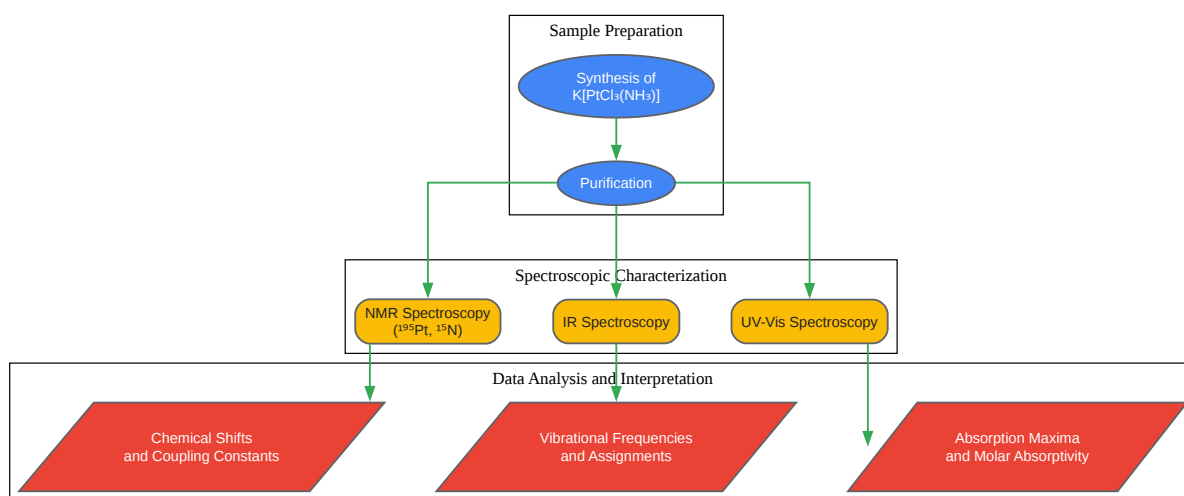 Sample Preparation
Synthesis of
K[PtCl₃(NH₃)]
Purification
Spectroscopic Characterization
NMR Spectroscopy
(¹⁹⁵Pt, ¹⁵N)
IR Spectroscopy
UV-Vis Spectroscopy
Data Analysis and Interpretation
Chemical Shifts
and Coupling Constants
Vibrational Frequencies
and Assignments
Absorption Maxima
and Molar Absorptivity